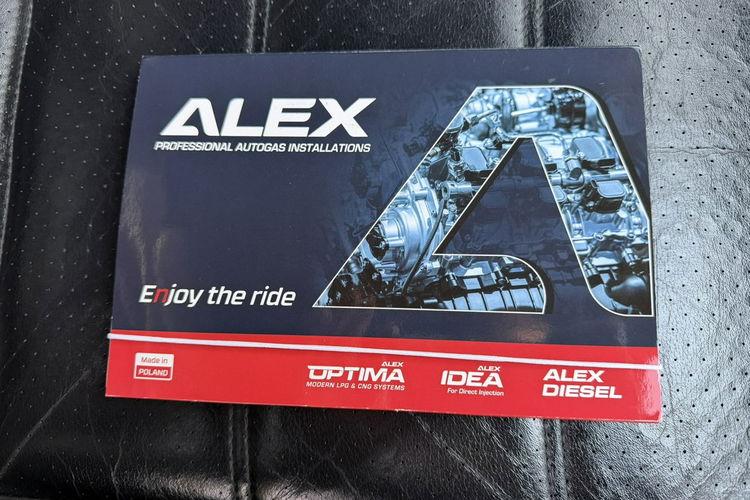 ALEX
PROFESSIONAL AUTOGAS INSTALLATIONS
Enjoy the ride
Made in
POLAND
ALEX
OPTIMA
MODERN LPG & CNG SYSTEMS
ALEX
IDEA
For Direct Injection
ALEX
DIESEL